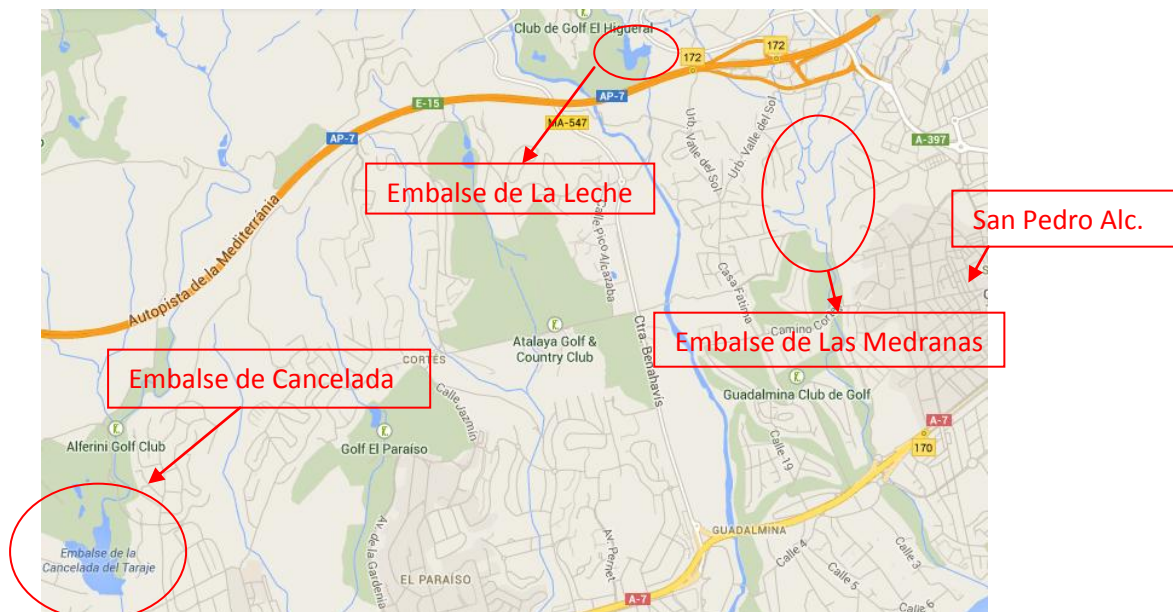 Club de Golf El Higueral
172
172
E-15
AP-7
MA-547
AP-7
A-397
Urb. Valle del Sol
Urb. Valle del Sol
Embalse de La Leche
San Pedro Alc.
Autopista de la Mediterrània
Calle Pico Alcazaba
Casa Fatima
Ctra. Benahavís
Camino Cort
Atalaya Golf &
Country Club
Embalse de Las Medranas
CORTÉS
Embalse de Cancelada
Calle Jazmín
Guadalmina Club de Golf
Alferini Golf Club
Golf El Paraíso
A-7
170
Calle 19
Av. de la Gardenia
Av. Pernet
GUADALMINA
Calle 4
Calle 3
Embalse de la
Cancelada del Taraje
EL PARAÍSO
Calle 5
A-7
Calle 6